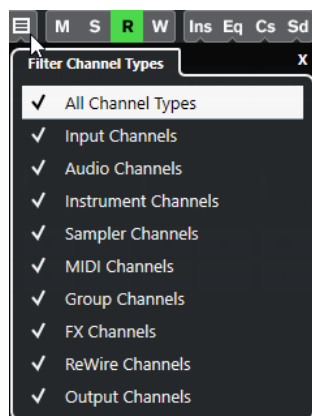 M S R W Ins Eq Cs Sd
Filter Channel Types X
All Channel Types
Input Channels
Audio Channels
Instrument Channels
Sampler Channels
MIDI Channels
Group Channels
FX Channels
ReWire Channels
Output Channels